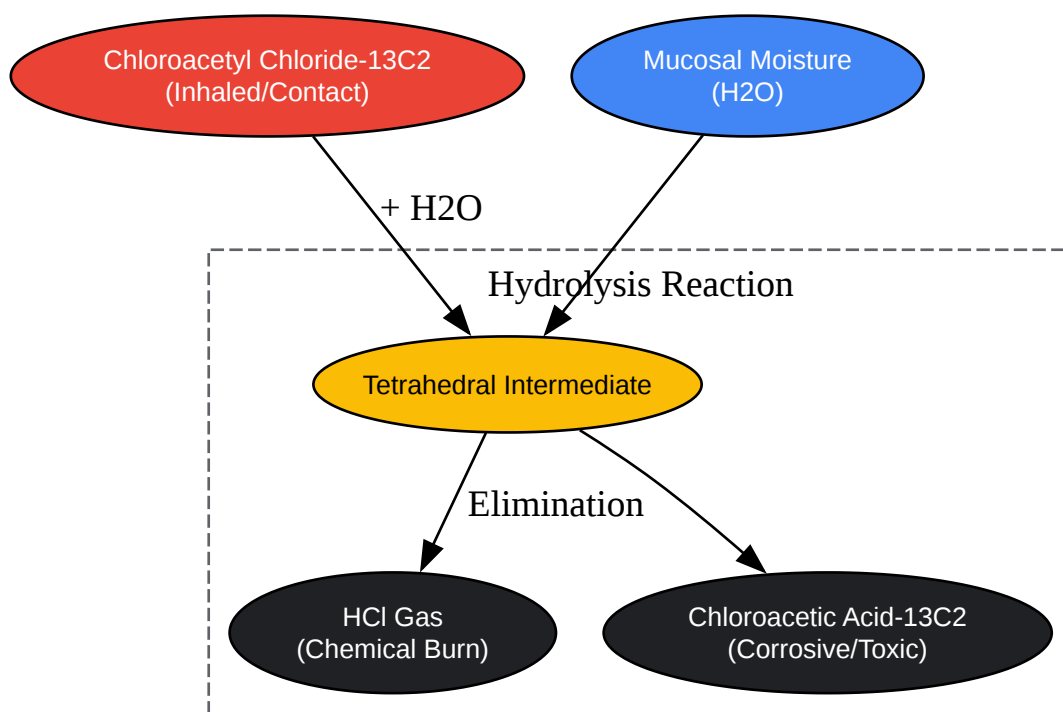 Chloroacetyl Chloride-13C2
(Inhaled/Contact)
Mucosal Moisture
(H2O)
+ H2O
Hydrolysis Reaction
Tetrahedral Intermediate
Elimination
HCl Gas
(Chemical Burn)
Chloroacetic Acid-13C2
(Corrosive/Toxic)